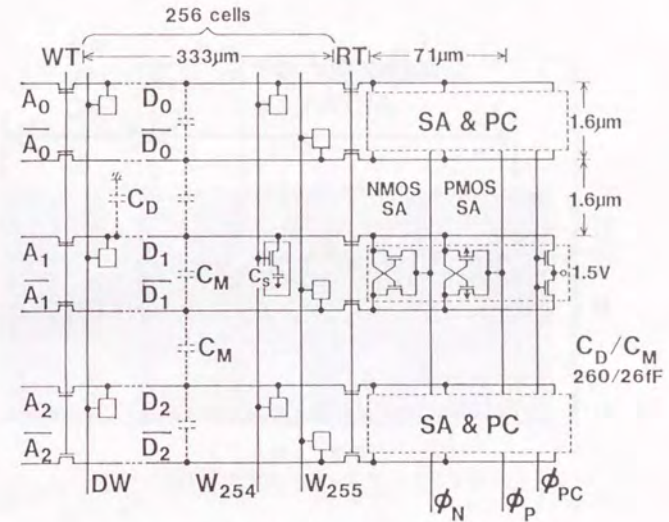 256 cells
WT 333μm RT 71μm
A0 D0 SA & PC 1.6μm
A0 D0
CD NMOS SA PMOS SA 1.6μm
A1 D1 CM CS 1.5V
A1 D1
CM CD/CM
260/26fF
A2 D2 SA & PC
A2 D2
DW W254 W255 ϕN ϕP ϕPC